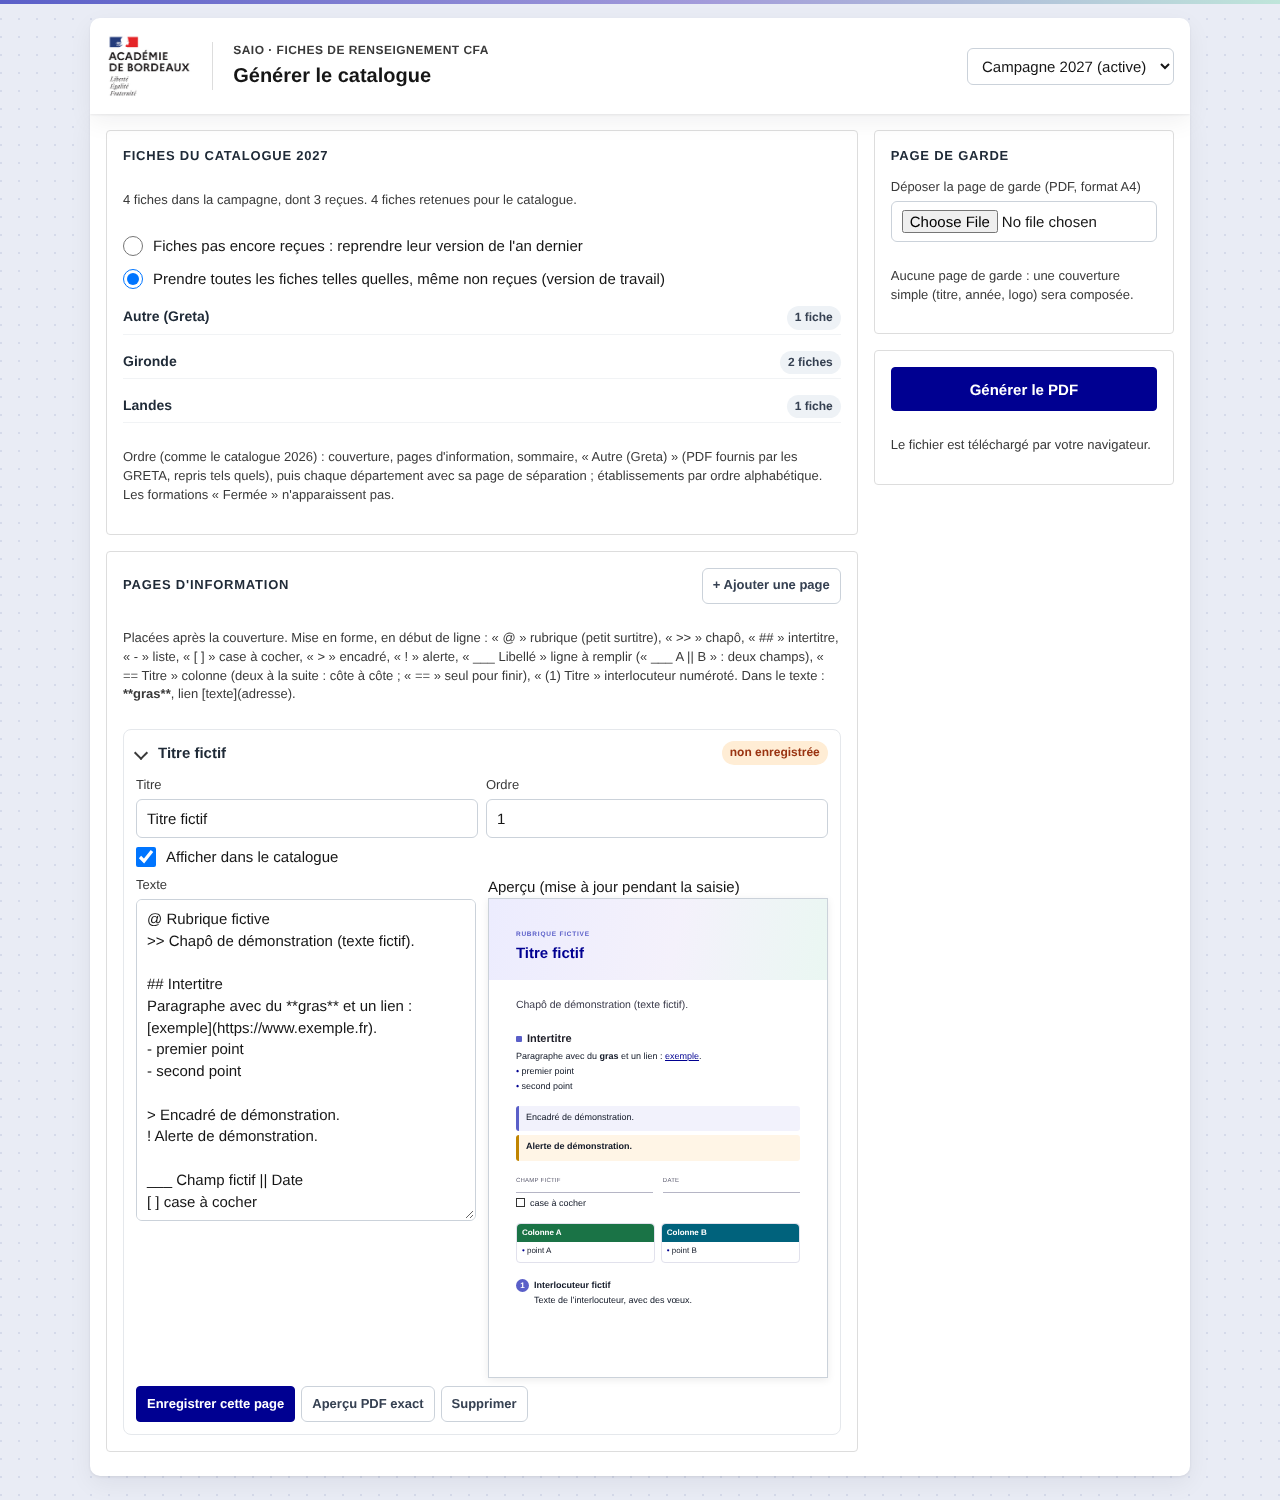 ACADÉMIE
DE BORDEAUX
Liberté
Égalité
Fraternité
SAIO · FICHES DE RENSEIGNEMENT CFA
Générer le catalogue
Campagne 2027 (active)
FICHES DU CATALOGUE 2027
4 fiches dans la campagne, dont 3 reçues. 4 fiches retenues pour le catalogue.
Fiches pas encore reçues : reprendre leur version de l'an dernier
Prendre toutes les fiches telles quelles, même non reçues (version de travail)
Autre (Greta)
1 fiche
Gironde
2 fiches
Landes
1 fiche
Ordre (comme le catalogue 2026) : couverture, pages d'information, sommaire, « Autre (Greta) » (PDF fournis par les
GRETA, repris tels quels), puis chaque département avec sa page de séparation ; établissements par ordre alphabétique.
Les formations « Fermée » n'apparaissent pas.
PAGE DE GARDE
Déposer la page de garde (PDF, format A4)
Choose File No file chosen
Aucune page de garde : une couverture
simple (titre, année, logo) sera composée.
Générer le PDF
Le fichier est téléchargé par votre navigateur.
PAGES D'INFORMATION
+ Ajouter une page
Placées après la couverture. Mise en forme, en début de ligne : « @ » rubrique (petit surtitre), « >> » chapô, « ## » intertitre,
« - » liste, « [ ] » case à cocher, « > » encadré, « ! » alerte, « ___ Libellé » ligne à remplir (« ___ A || B » : deux champs), «
== Titre » colonne (deux à la suite : côte à côte ; « == » seul pour finir), « (1) Titre » interlocuteur numéroté. Dans le texte :
**gras**, lien [texte](adresse).
Titre fictif
non enregistrée
Titre
Ordre
Titre fictif
1
Afficher dans le catalogue
Texte
@ Rubrique fictive
>> Chapô de démonstration (texte fictif).
## Intertitre
Paragraphe avec du **gras** et un lien :
[exemple](https://www.exemple.fr).
- premier point
- second point
> Encadré de démonstration.
! Alerte de démonstration.
___ Champ fictif || Date
[ ] case à cocher
Aperçu (mise à jour pendant la saisie)
RUBRIQUE FICTIVE
Titre fictif
Chapô de démonstration (texte fictif).
Intertitre
Paragraphe avec du gras et un lien : exemple.
• premier point
• second point
Encadré de démonstration.
Alerte de démonstration.
CHAMP FICTIF
DATE
case à cocher
Colonne A
Colonne B
• point A
• point B
1 Interlocuteur fictif
Texte de l'interlocuteur, avec des vœux.
Enregistrer cette page
Aperçu PDF exact
Supprimer